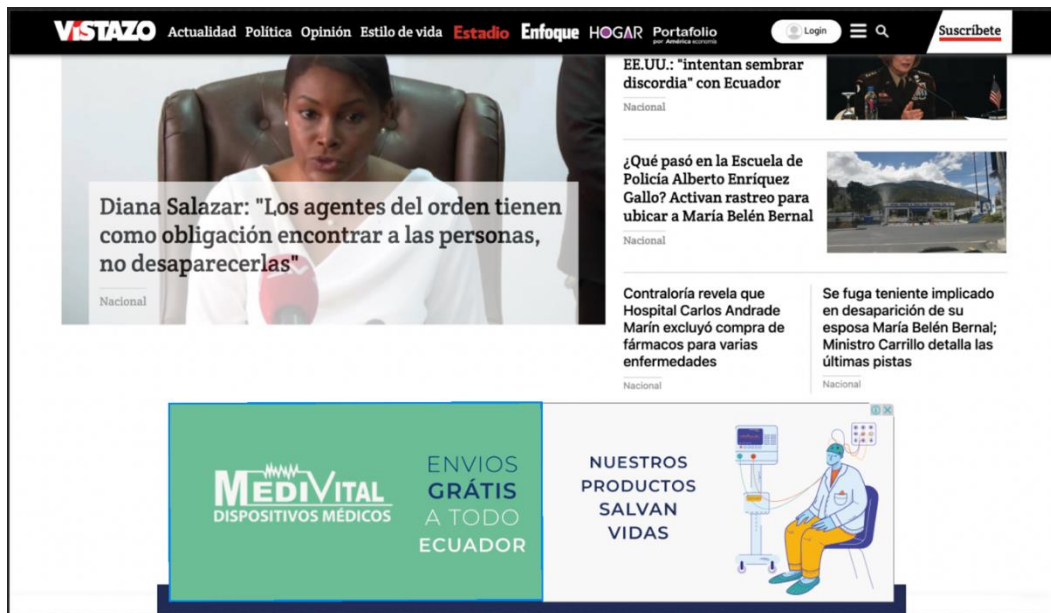 VISTAZO Actualidad Política Opinión Estilo de vida Estadio Enfoque HOGAR Portafolio Login Suscríbete
por América economía
EE.UU.: "intentan sembrar
discordia" con Ecuador
Nacional
Diana Salazar: "Los agentes del orden tienen
como obligación encontrar a las personas,
no desaparecerlas"
Nacional
¿Qué pasó en la Escuela de
Policía Alberto Enríquez
Gallo? Activan rastreo para
ubicar a María Belén Bernal
Nacional
Contraloría revela que
Hospital Carlos Andrade
Marín excluyó compra de
fármacos para varias
enfermedades
Nacional
Se fuga teniente implicado
en desaparición de su
esposa María Belén Bernal;
Ministro Carrillo detalla las
últimas pistas
Nacional
MEDIVITAL
DISPOSITIVOS MÉDICOS
ENVIOS
GRÁTIS
A TODO
ECUADOR
NUESTROS
PRODUCTOS
SALVAN
VIDAS